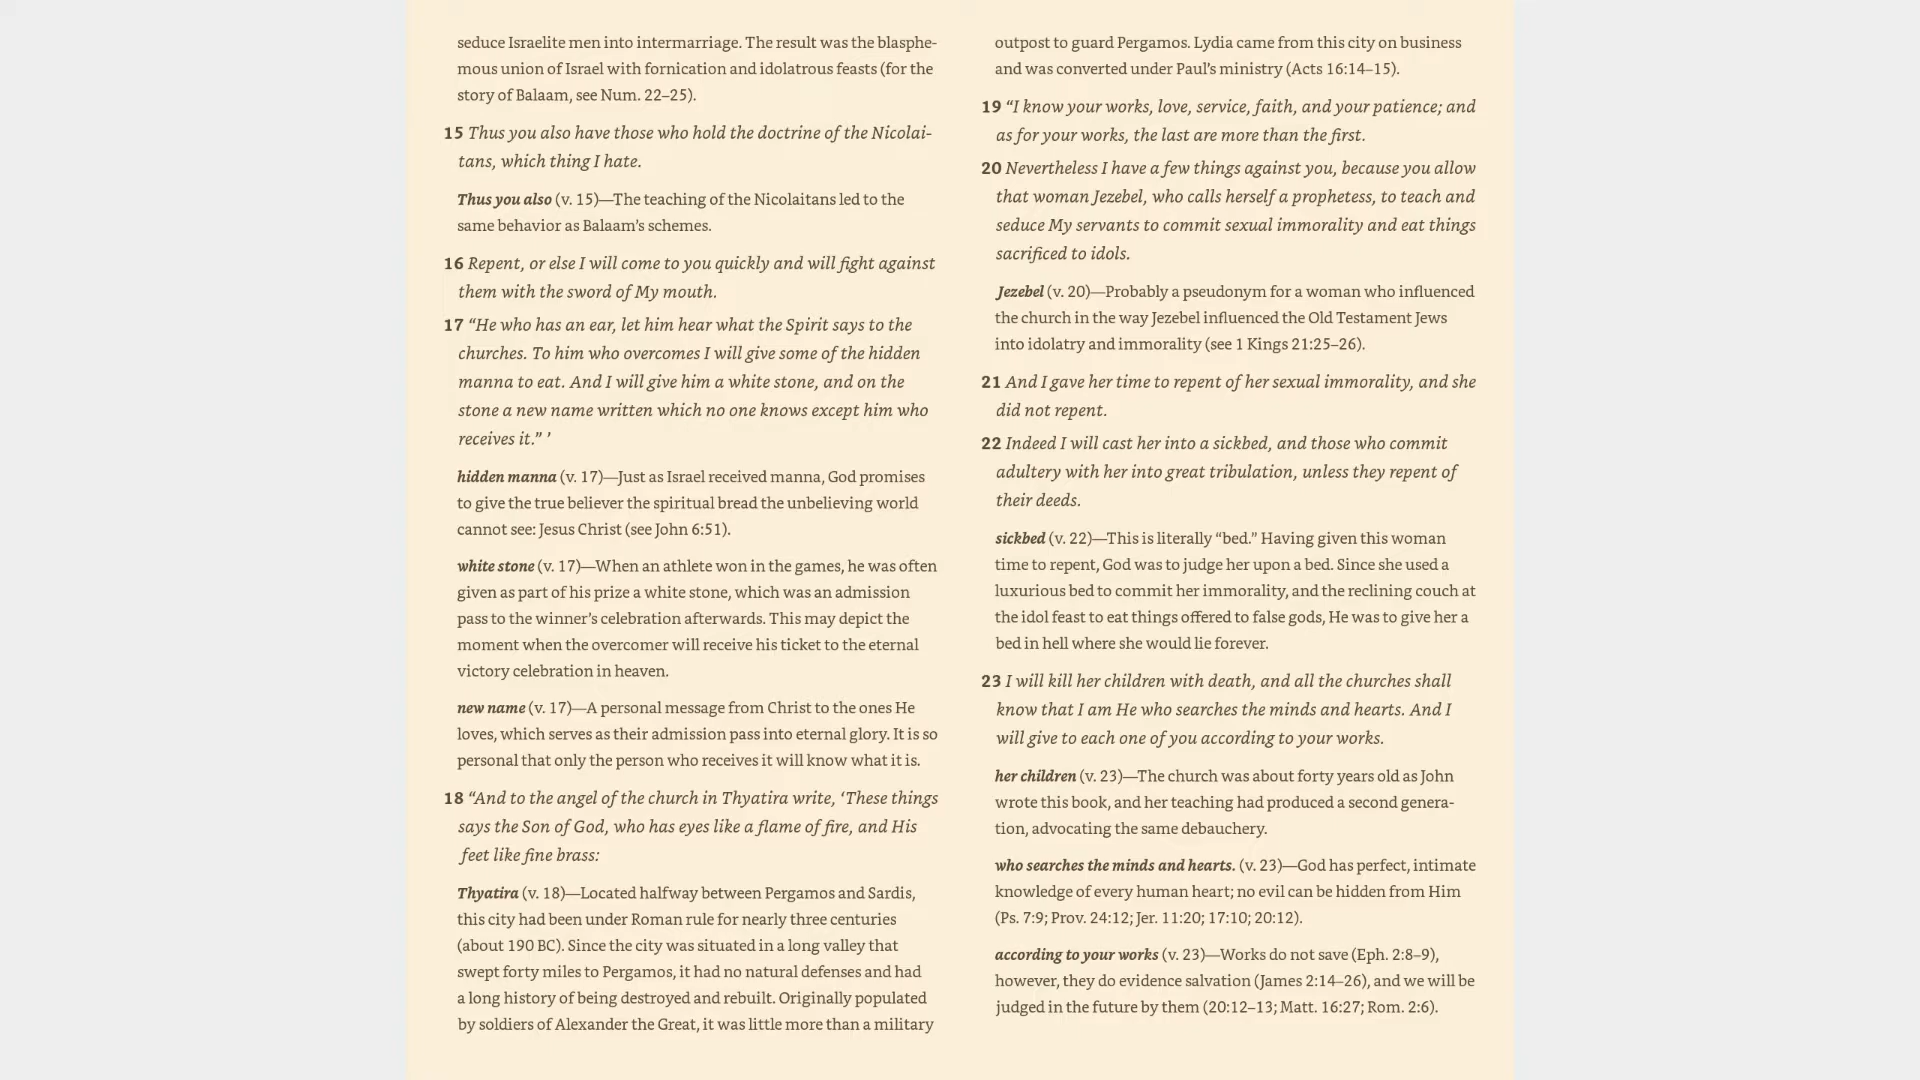 seduce Israelite men into intermarriage. The result was the blasphe-
mous union of Israel with fornication and idolatrous feasts (for the
story of Balaam, see Num. 22–25).
15 Thus you also have those who hold the doctrine of the Nicolai-
tans, which thing I hate.
Thus you also (v. 15)—The teaching of the Nicolaitans led to the
same behavior as Balaam’s schemes.
16 Repent, or else I will come to you quickly and will fight against
them with the sword of My mouth.
17 “He who has an ear, let him hear what the Spirit says to the
churches. To him who overcomes I will give some of the hidden
manna to eat. And I will give him a white stone, and on the
stone a new name written which no one knows except him who
receives it.” ’
hidden manna (v. 17)—Just as Israel received manna, God promises
to give the true believer the spiritual bread the unbelieving world
cannot see: Jesus Christ (see John 6:51).
white stone (v. 17)—When an athlete won in the games, he was often
given as part of his prize a white stone, which was an admission
pass to the winner’s celebration afterwards. This may depict the
moment when the overcomer will receive his ticket to the eternal
victory celebration in heaven.
new name (v. 17)—A personal message from Christ to the ones He
loves, which serves as their admission pass into eternal glory. It is so
personal that only the person who receives it will know what it is.
18 “And to the angel of the church in Thyatira write, ‘These things
says the Son of God, who has eyes like a flame of fire, and His
feet like fine brass:
Thyatira (v. 18)—Located halfway between Pergamos and Sardis,
this city had been under Roman rule for nearly three centuries
(about 190 BC). Since the city was situated in a long valley that
swept forty miles to Pergamos, it had no natural defenses and had
a long history of being destroyed and rebuilt. Originally populated
by soldiers of Alexander the Great, it was little more than a military
outpost to guard Pergamos. Lydia came from this city on business
and was converted under Paul’s ministry (Acts 16:14–15).
19 “I know your works, love, service, faith, and your patience; and
as for your works, the last are more than the first.
20 Nevertheless I have a few things against you, because you allow
that woman Jezebel, who calls herself a prophetess, to teach and
seduce My servants to commit sexual immorality and eat things
sacrificed to idols.
Jezebel (v. 20)—Probably a pseudonym for a woman who influenced
the church in the way Jezebel influenced the Old Testament Jews
into idolatry and immorality (see 1 Kings 21:25–26).
21 And I gave her time to repent of her sexual immorality, and she
did not repent.
22 Indeed I will cast her into a sickbed, and those who commit
adultery with her into great tribulation, unless they repent of
their deeds.
sickbed (v. 22)—This is literally “bed.” Having given this woman
time to repent, God was to judge her upon a bed. Since she used a
luxurious bed to commit her immorality, and the reclining couch at
the idol feast to eat things offered to false gods, He was to give her a
bed in hell where she would lie forever.
23 I will kill her children with death, and all the churches shall
know that I am He who searches the minds and hearts. And I
will give to each one of you according to your works.
her children (v. 23)—The church was about forty years old as John
wrote this book, and her teaching had produced a second genera-
tion, advocating the same debauchery.
who searches the minds and hearts. (v. 23)—God has perfect, intimate
knowledge of every human heart; no evil can be hidden from Him
(Ps. 7:9; Prov. 24:12; Jer. 11:20; 17:10; 20:12).
according to your works (v. 23)—Works do not save (Eph. 2:8–9),
however, they do evidence salvation (James 2:14–26), and we will be
judged in the future by them (20:12–13; Matt. 16:27; Rom. 2:6).